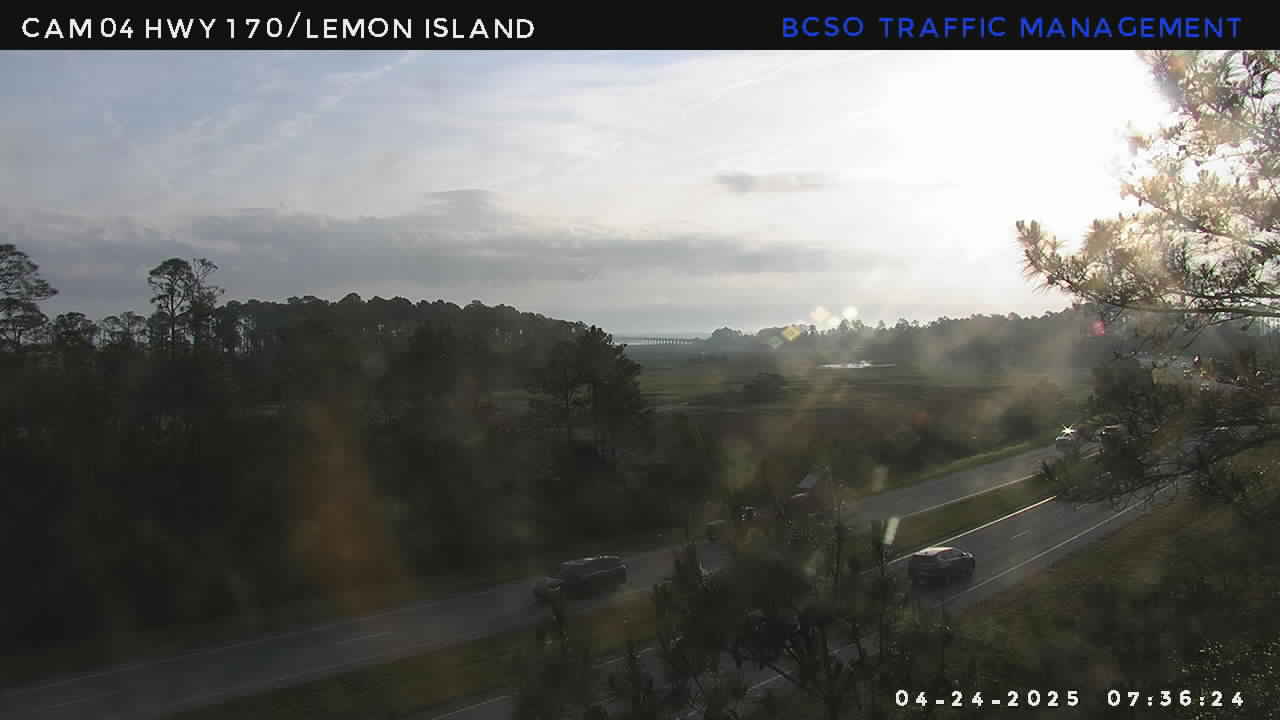 CAM04 HWY 170/LEMON ISLAND
BCSO TRAFFIC MANAGEMENT
04-24-2025 07:36:24